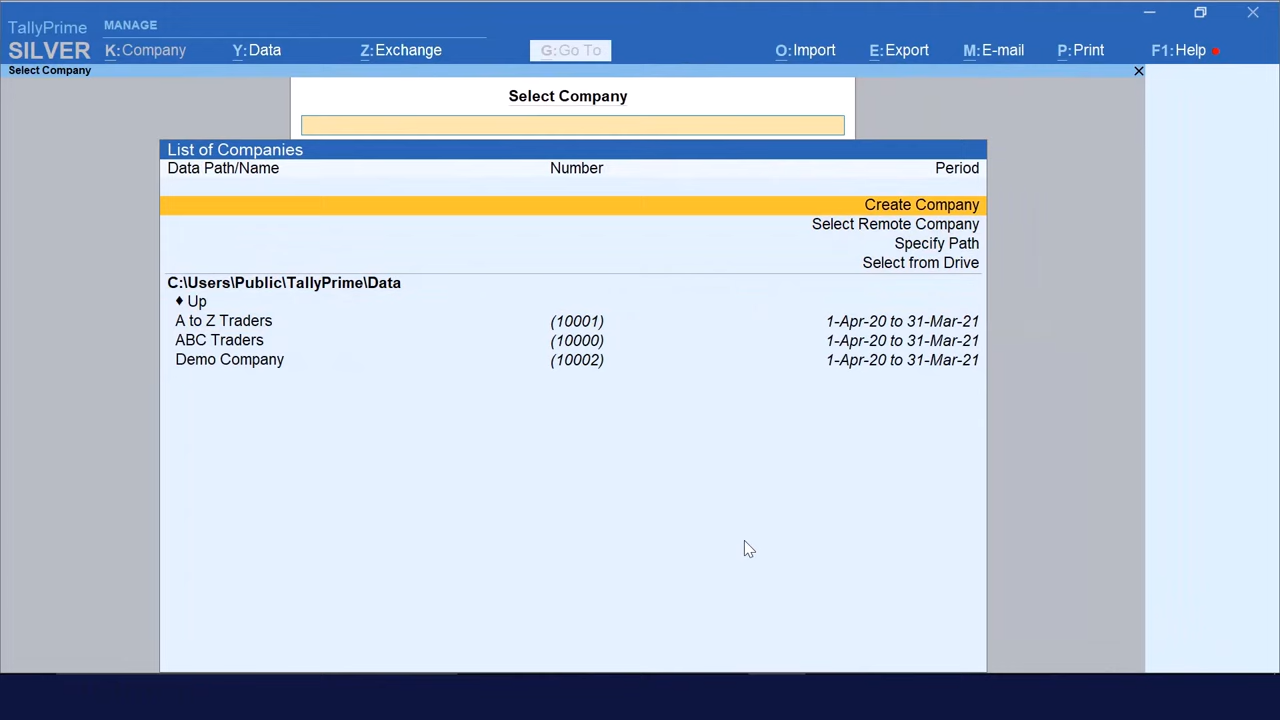 TallyPrime MANAGE
SILVER K:Company Y:Data Z:Exchange G:Go To O:Import E:Export M:E-mail P:Print F1:Help
Select Company
Select Company
List of Companies
Data Path/Name Number Period
Create Company
Select Remote Company
Specify Path
Select from Drive
C:\Users\Public\TallyPrime\Data
♦ Up
A to Z Traders (10001) 1-Apr-20 to 31-Mar-21
ABC Traders (10000) 1-Apr-20 to 31-Mar-21
Demo Company (10002) 1-Apr-20 to 31-Mar-21